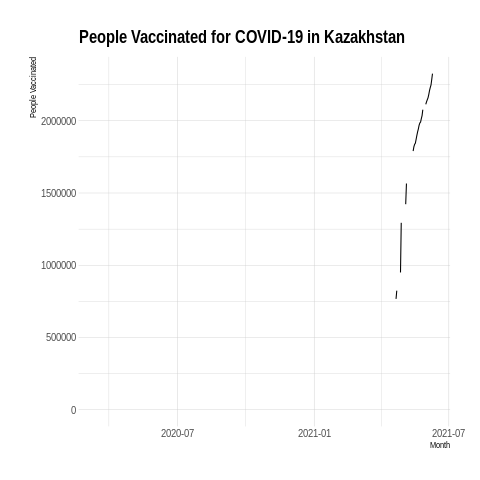 People Vaccinated for COVID-19 in Kazakhstan
People Vaccinated
2000000
1500000
1000000
500000
0
2020-07
2021-01
2021-07
Month